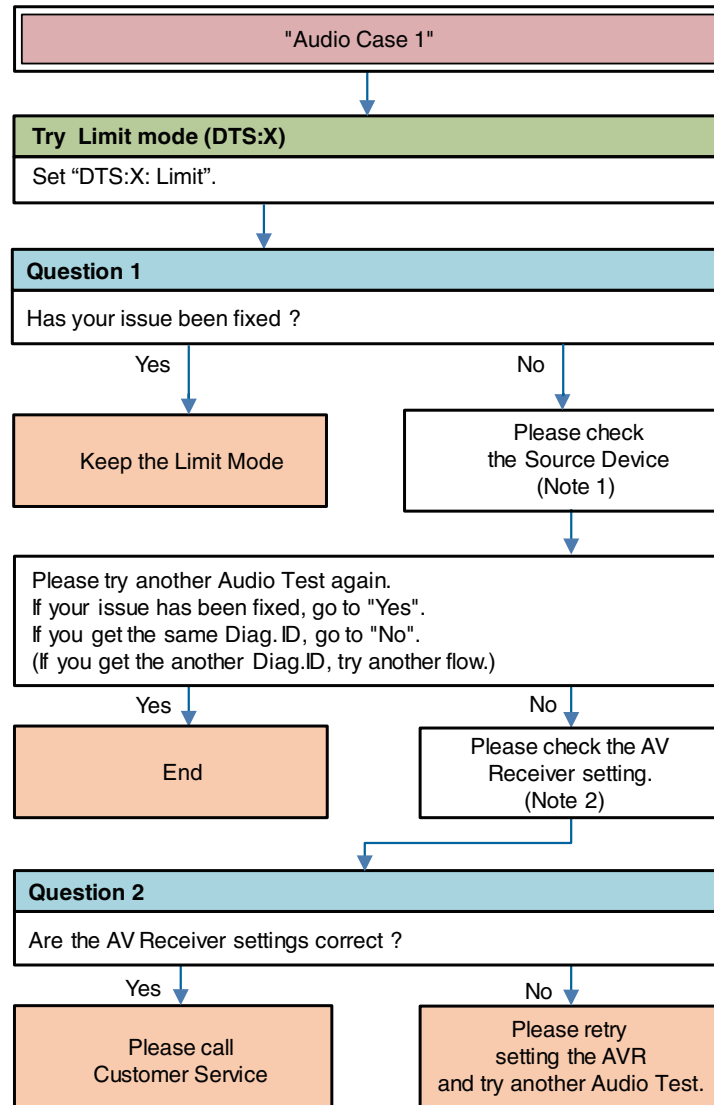 "Audio Case 1"
Try Limit mode (DTS:X)
Set “DTS:X: Limit”.
Question 1
Has your issue been fixed ?
Yes
No
Keep the Limit Mode
Please check
the Source Device
(Note 1)
Please try another Audio Test again.
If your issue has been fixed, go to "Yes".
If you get the same Diag. ID, go to "No".
(If you get the another Diag.ID, try another flow.)
Yes
No
End
Please check the AV
Receiver setting.
(Note 2)
Question 2
Are the AV Receiver settings correct ?
Yes
No
Please call
Customer Service
Please retry
setting the AVR
and try another Audio Test.